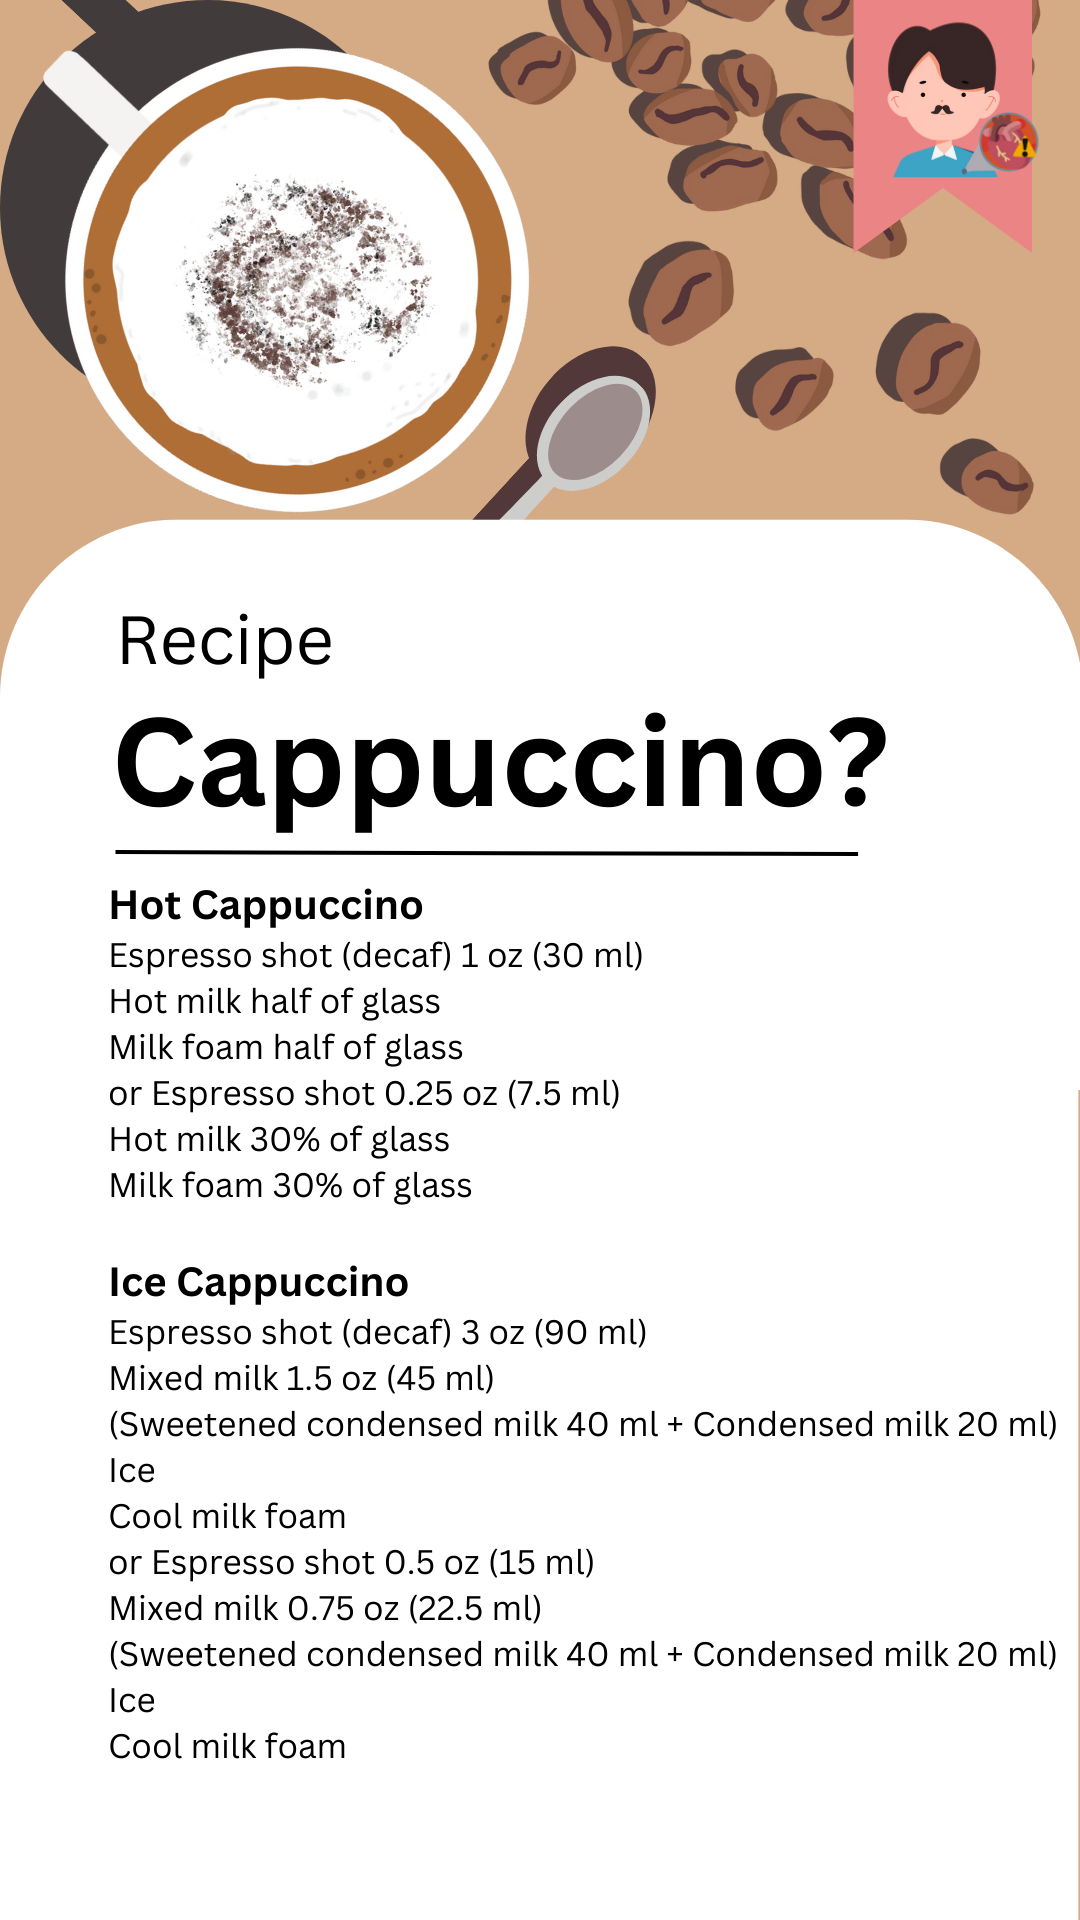 Recipe
Cappuccino?
Hot Cappuccino
Espresso shot (decaf) 1 oz (30 ml)
Hot milk half of glass
Milk foam half of glass
or Espresso shot 0.25 oz (7.5 ml)
Hot milk 30% of glass
Milk foam 30% of glass
Ice Cappuccino
Espresso shot (decaf) 3 oz (90 ml)
Mixed milk 1.5 oz (45 ml)
(Sweetened condensed milk 40 ml + Condensed milk 20 ml)
Ice
Cool milk foam
or Espresso shot 0.5 oz (15 ml)
Mixed milk 0.75 oz (22.5 ml)
(Sweetened condensed milk 40 ml + Condensed milk 20 ml)
Ice
Cool milk foam